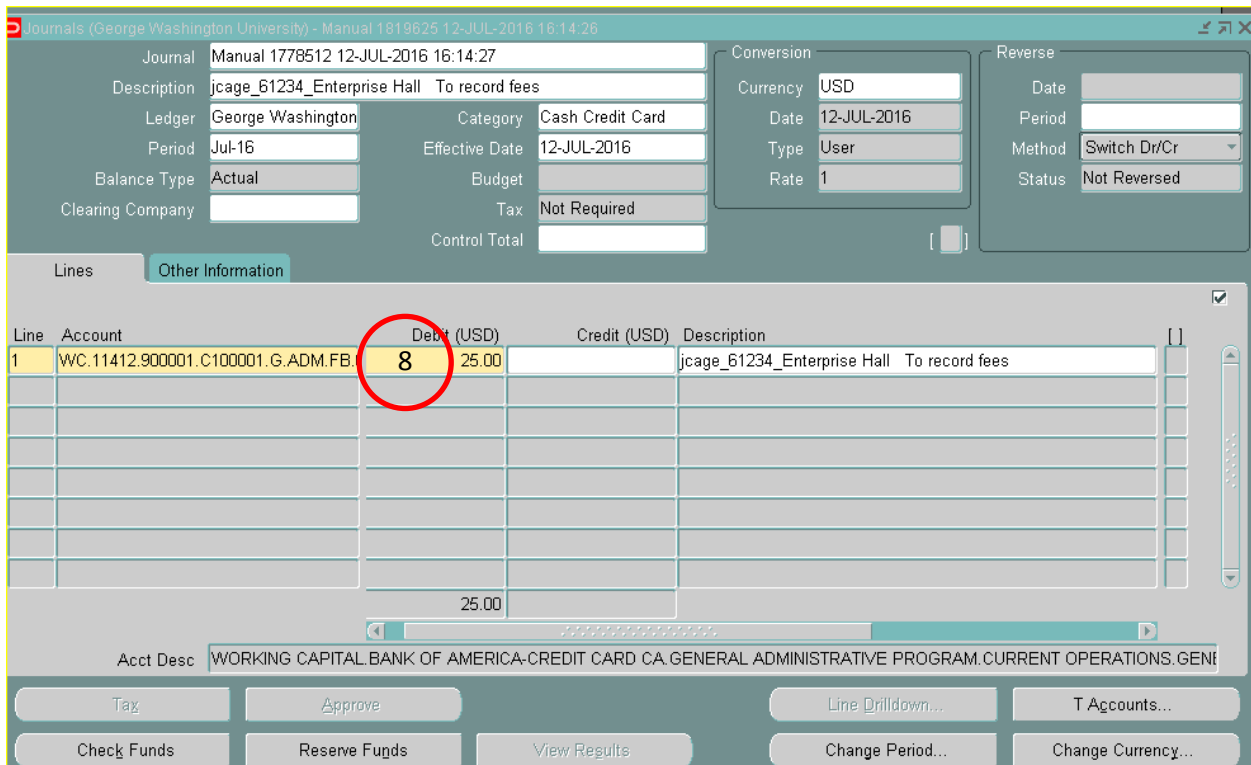 Journals (George Washington University) - Manual 1819625 12-JUL-2016 16:14:26
Journal Manual 1778512 12-JUL-2016 16:14:27
Description jcage_61234_Enterprise Hall To record fees
Ledger George Washington Category Cash Credit Card
Period Jul-16 Effective Date 12-JUL-2016
Balance Type Actual Budget
Clearing Company Tax Not Required
Control Total
Conversion
Currency USD
Date 12-JUL-2016
Type User
Rate 1
Reverse
Date
Period
Method Switch Dr/Cr
Status Not Reversed
[ ]
Lines Other Information
Line Account Debit (USD) Credit (USD) Description [ ]
1 WC.11412.900001.C100001.G.ADM.FB. 8 25.00 jcage_61234_Enterprise Hall To record fees
25.00
Acct Desc WORKING CAPITAL.BANK OF AMERICA-CREDIT CARD CA.GENERAL ADMINISTRATIVE PROGRAM.CURRENT OPERATIONS.GENE
Tax Approve Line Drilldown... T Accounts...
Check Funds Reserve Funds View Results Change Period... Change Currency...